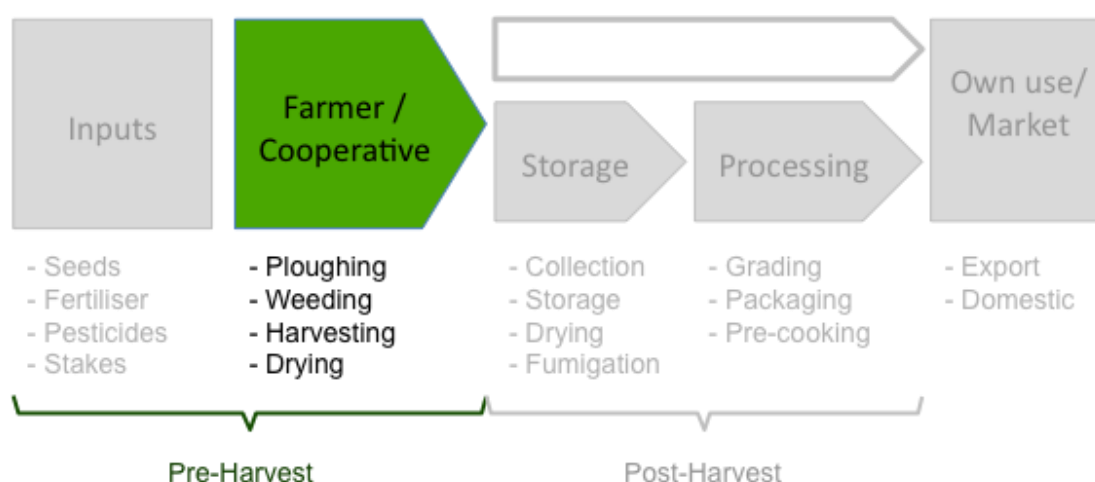 Inputs
Farmer /
Cooperative
Storage
Processing
Own use/
Market
- Seeds
- Fertiliser
- Pesticides
- Stakes
- Ploughing
- Weeding
- Harvesting
- Drying
- Collection
- Storage
- Drying
- Fumigation
- Grading
- Packaging
- Pre-cooking
- Export
- Domestic
Pre-Harvest
Post-Harvest